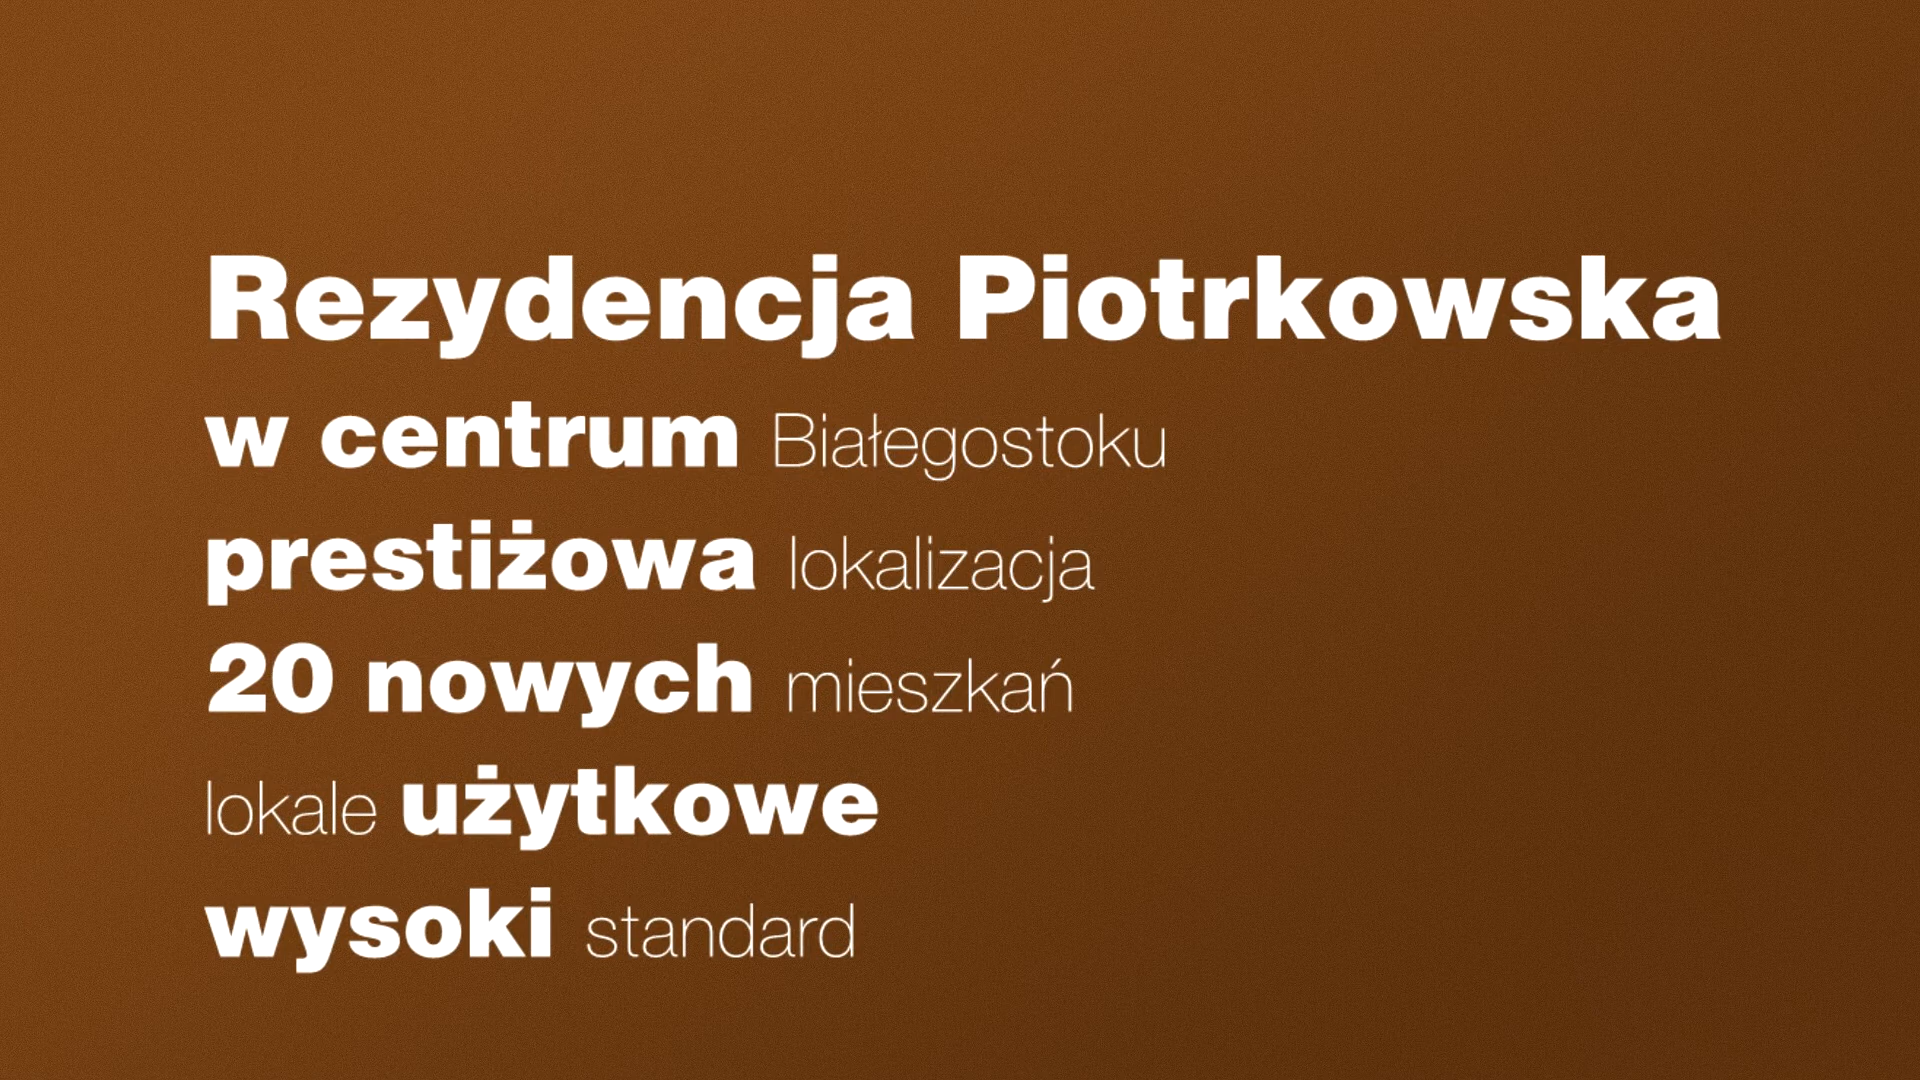 Rezydencja Piotrkowska
w centrum Białegostoku
prestiżowa lokalizacja
20 nowych mieszkań
lokale użytkowe
wysoki standard